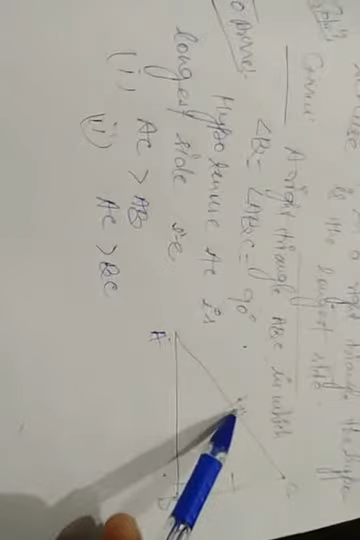 in a right triangle the hypo
is the longest side.
Given: A right triangle ABC in which
∠B = ∠ABC = 90°
To prove:
Hypotenuse AC is
longest side i.e.
(i) AC > AB
(ii) AC > BC
A
B
C